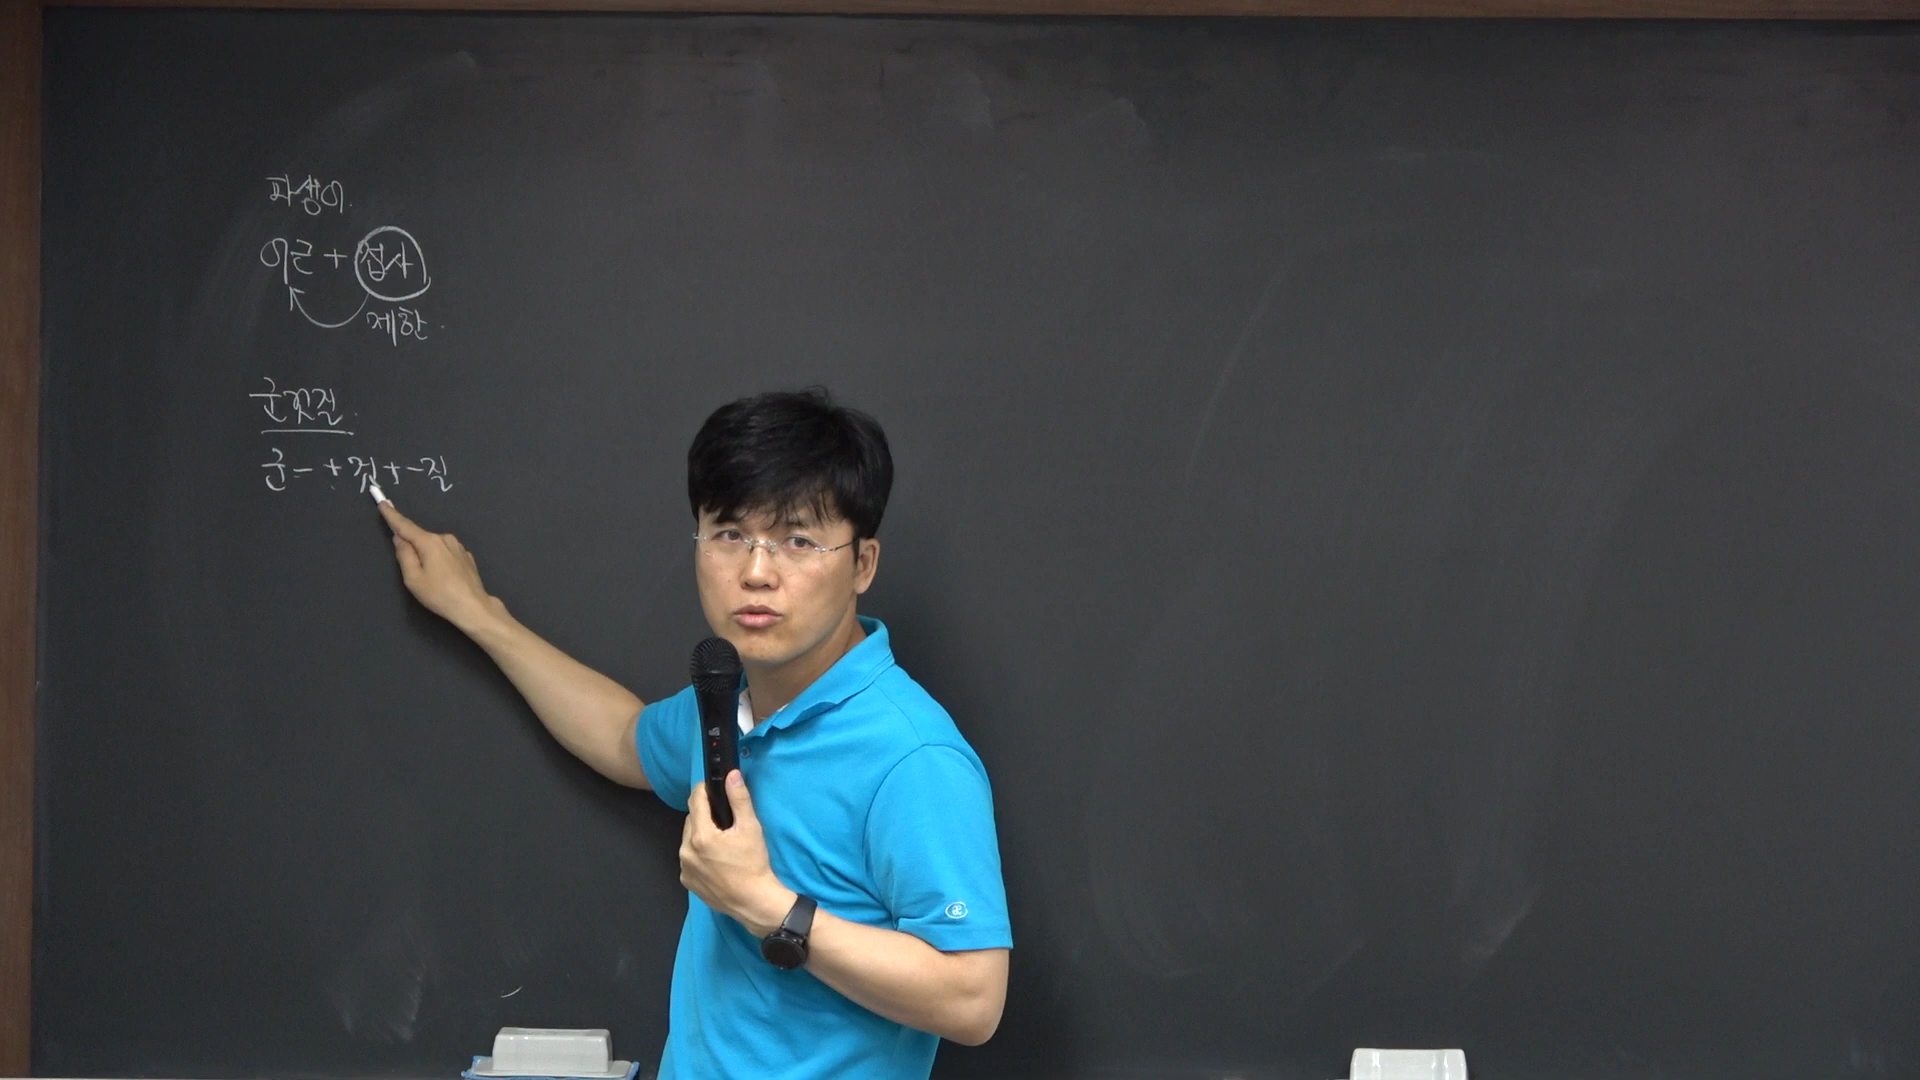 파생어.
어근 + 접사
제한.
군것질.
군- + 것 + -질